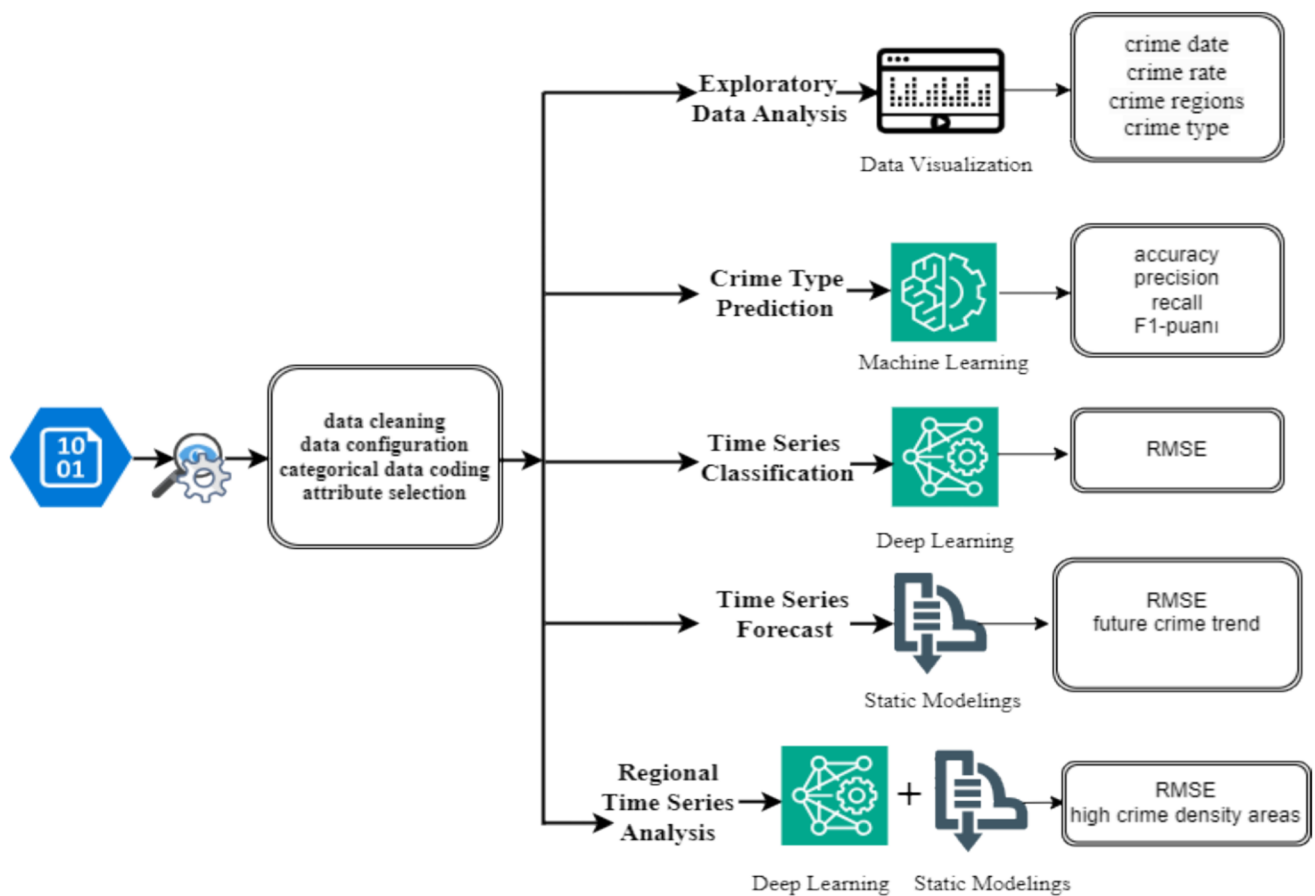 10
01
data cleaning
data configuration
categorical data coding
attribute selection
Exploratory
Data Analysis
Data Visualization
crime date
crime rate
crime regions
crime type
Crime Type
Prediction
Machine Learning
accuracy
precision
recall
F1-puanı
Time Series
Classification
Deep Learning
RMSE
Time Series
Forecast
Static Modelings
RMSE
future crime trend
Regional
Time Series
Analysis
Deep Learning
+
Static Modelings
RMSE
high crime density areas